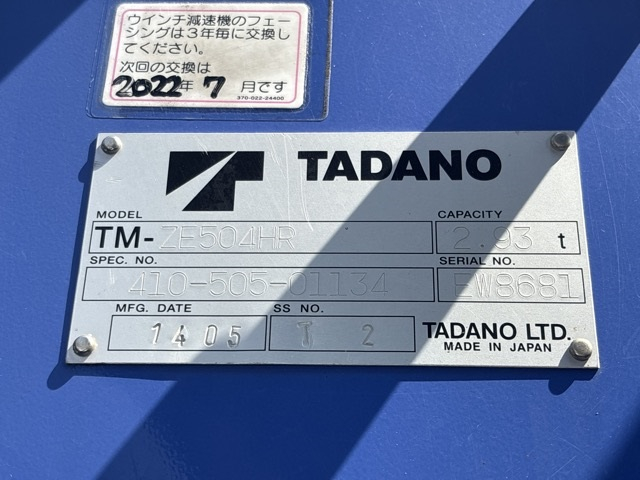 ウインチ減速機のフェー
シングは3年毎に交換し
てください。
次回の交換は
2022年 7 月です
370-022-24400
TADANO
MODEL
CAPACITY
TM-ZE504HR
2.93 t
SPEC. NO.
SERIAL NO.
410-505-01134
EW8681
MFG. DATE
SS NO.
1405
T 2
TADANO LTD.
MADE IN JAPAN